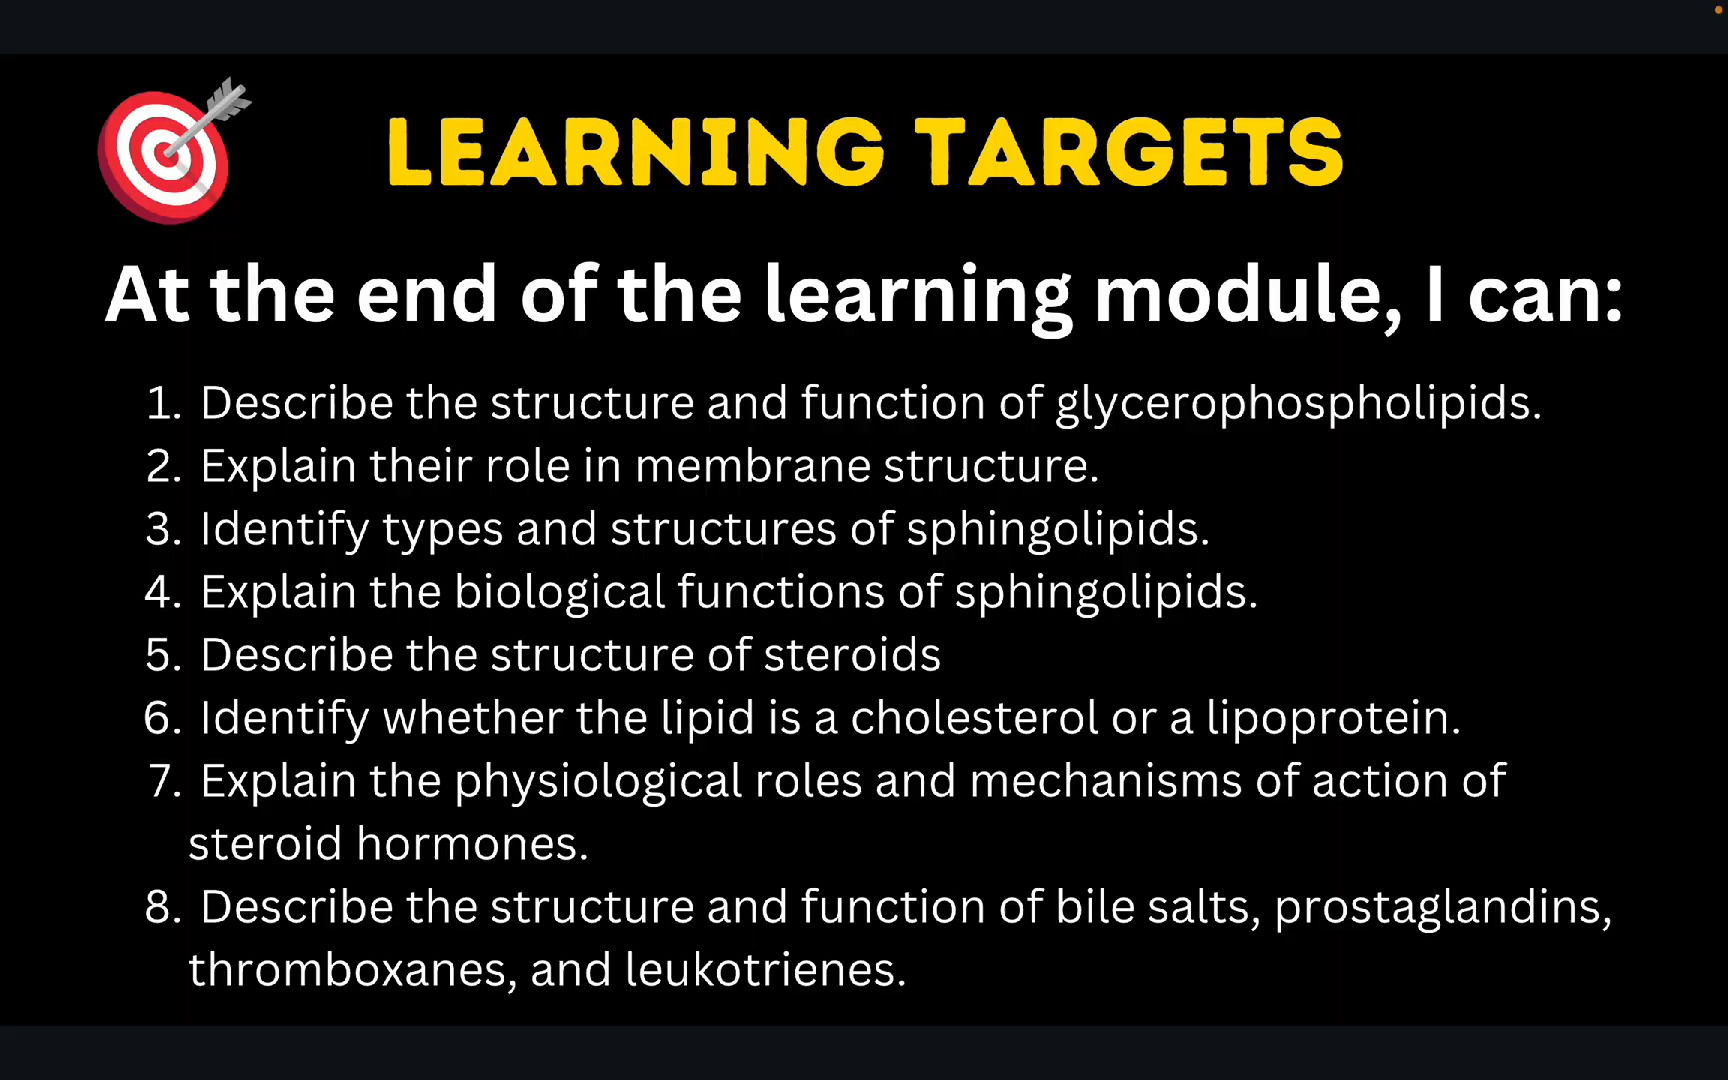 LEARNING TARGETS
At the end of the learning module, I can:
1. Describe the structure and function of glycerophospholipids.
2. Explain their role in membrane structure.
3. Identify types and structures of sphingolipids.
4. Explain the biological functions of sphingolipids.
5. Describe the structure of steroids
6. Identify whether the lipid is a cholesterol or a lipoprotein.
7. Explain the physiological roles and mechanisms of action of
steroid hormones.
8. Describe the structure and function of bile salts, prostaglandins,
thromboxanes, and leukotrienes.